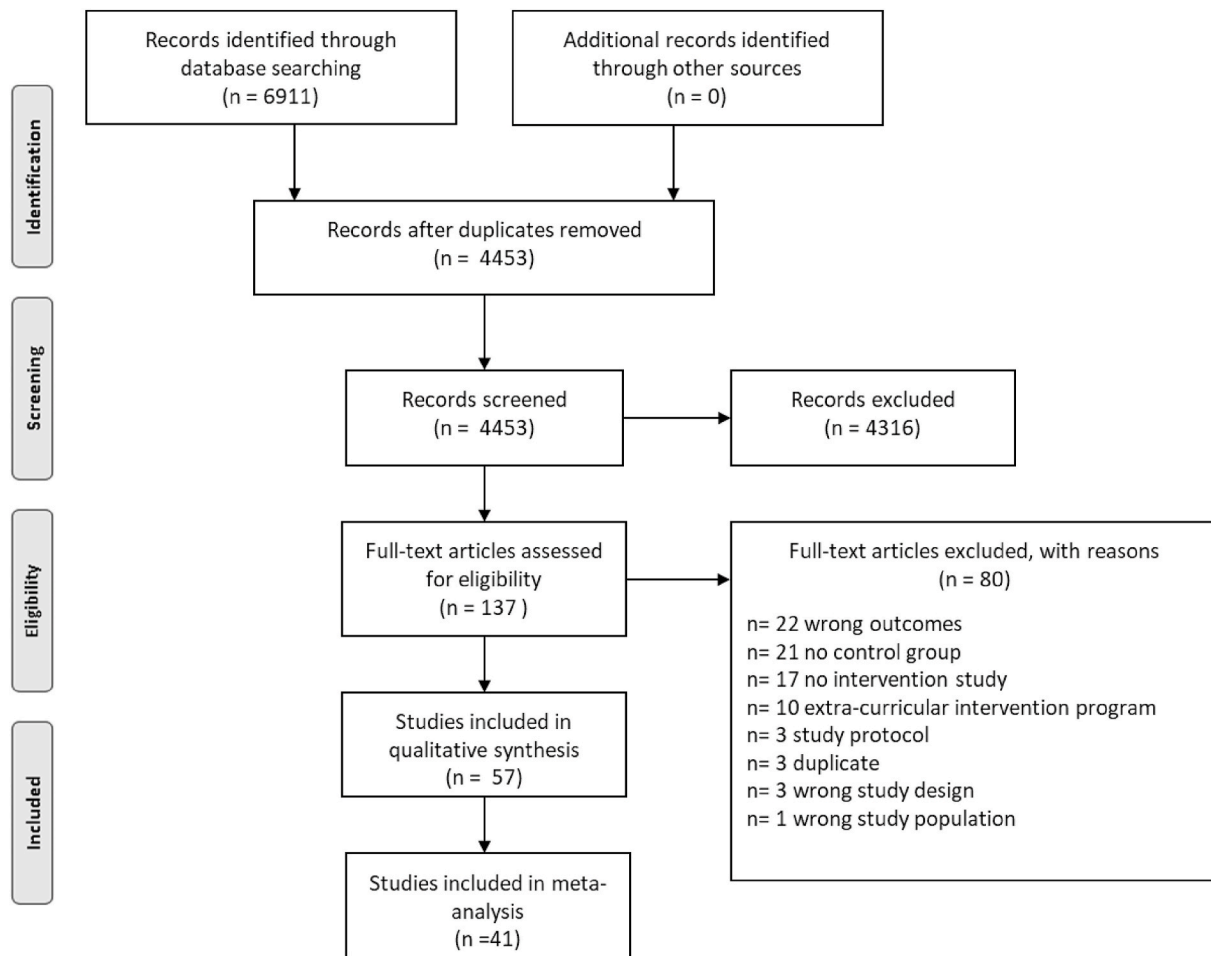 Records identified through
database searching
(n = 6911)
Additional records identified
through other sources
(n = 0)
Identification
Records after duplicates removed
(n = 4453)
Screening
Records screened
(n = 4453)
Records excluded
(n = 4316)
Eligibility
Full-text articles assessed
for eligibility
(n = 137 )
Full-text articles excluded, with reasons
(n = 80)
n= 22 wrong outcomes
n= 21 no control group
n= 17 no intervention study
n= 10 extra-curricular intervention program
n= 3 study protocol
n= 3 duplicate
n= 3 wrong study design
n= 1 wrong study population
Included
Studies included in
qualitative synthesis
(n = 57)
Studies included in meta-
analysis
(n =41)